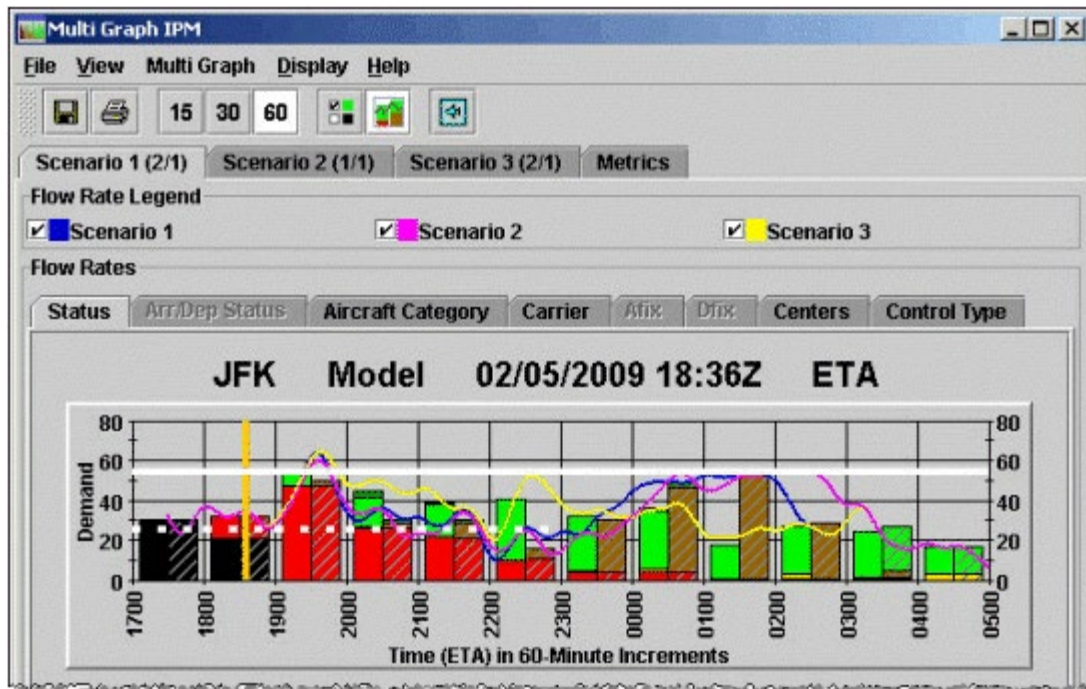 Multi Graph IPM
File View Multi Graph Display Help
15 30 60
Scenario 1 (2/1) Scenario 2 (1/1) Scenario 3 (2/1) Metrics
Flow Rate Legend
Scenario 1 Scenario 2 Scenario 3
Flow Rates
Status Arr/Dep Status Aircraft Category Carrier Afix Dfix Centers Control Type
JFK Model 02/05/2009 18:36Z ETA
80 80
60 60
40 40
20 20
0 0
Demand
1700 1800 1900 2000 2100 2200 2300 0000 0100 0200 0300 0400 0500
Time (ETA) in 60-Minute Increments